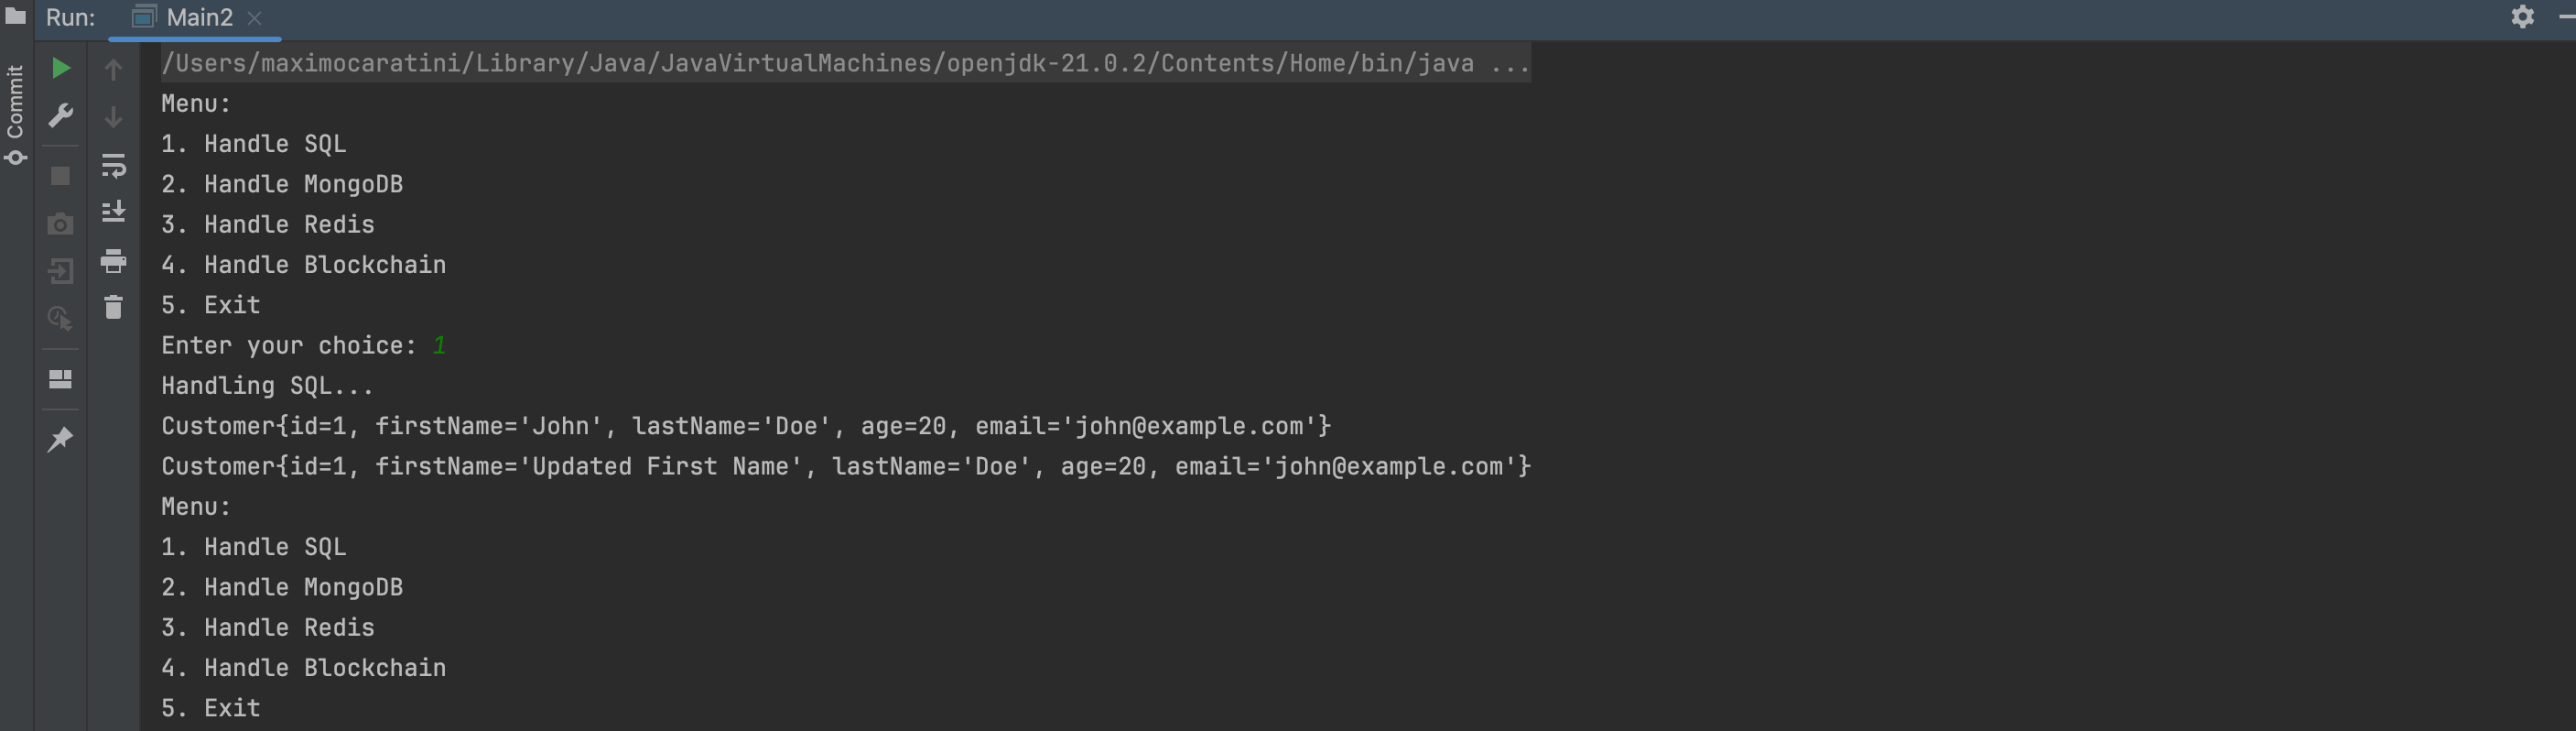 Run: Main2
Commit
/Users/maximocaratini/Library/Java/JavaVirtualMachines/openjdk-21.0.2/Contents/Home/bin/java ...
Menu:
1. Handle SQL
2. Handle MongoDB
3. Handle Redis
4. Handle Blockchain
5. Exit
Enter your choice: 1
Handling SQL...
Customer{id=1, firstName='John', lastName='Doe', age=20, email='john@example.com'}
Customer{id=1, firstName='Updated First Name', lastName='Doe', age=20, email='john@example.com'}
Menu:
1. Handle SQL
2. Handle MongoDB
3. Handle Redis
4. Handle Blockchain
5. Exit